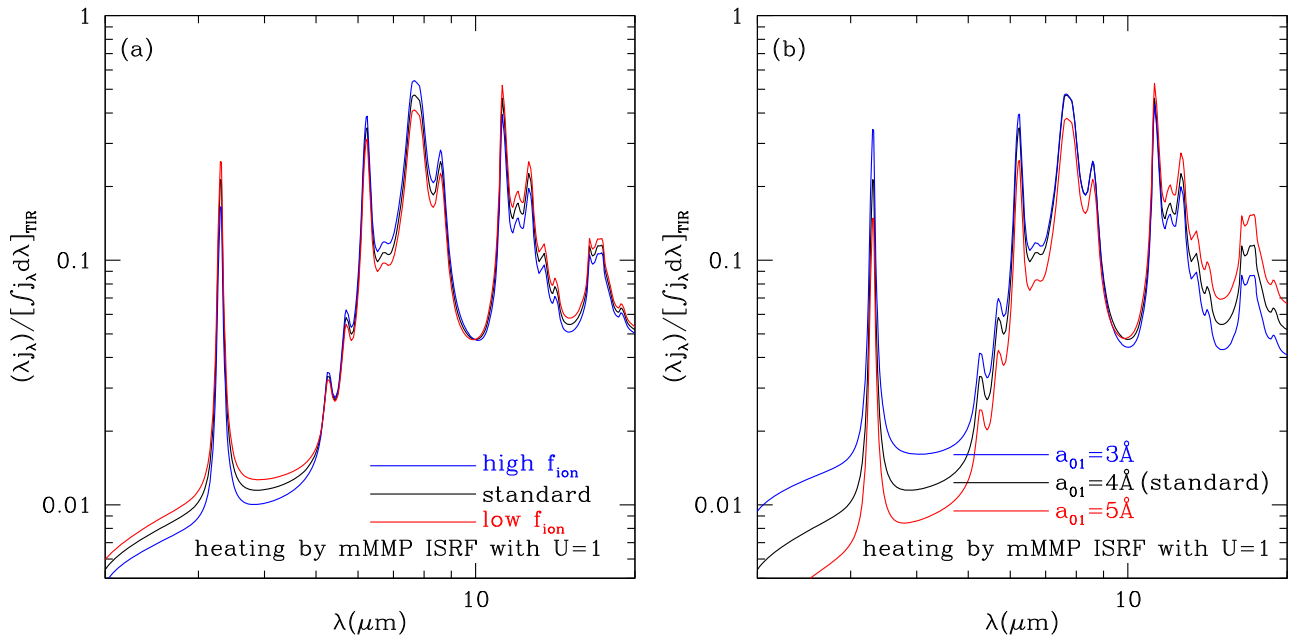 (a)
1
0.1
0.01
(λj_λ)/[∫j_λdλ]_TIR
high f_ion
standard
low f_ion
heating by mMMP ISRF with U=1
10
λ(μm)
(b)
1
0.1
0.01
(λj_λ)/[∫j_λdλ]_TIR
a_01=3Å
a_01=4Å (standard)
a_01=5Å
heating by mMMP ISRF with U=1
10
λ(μm)